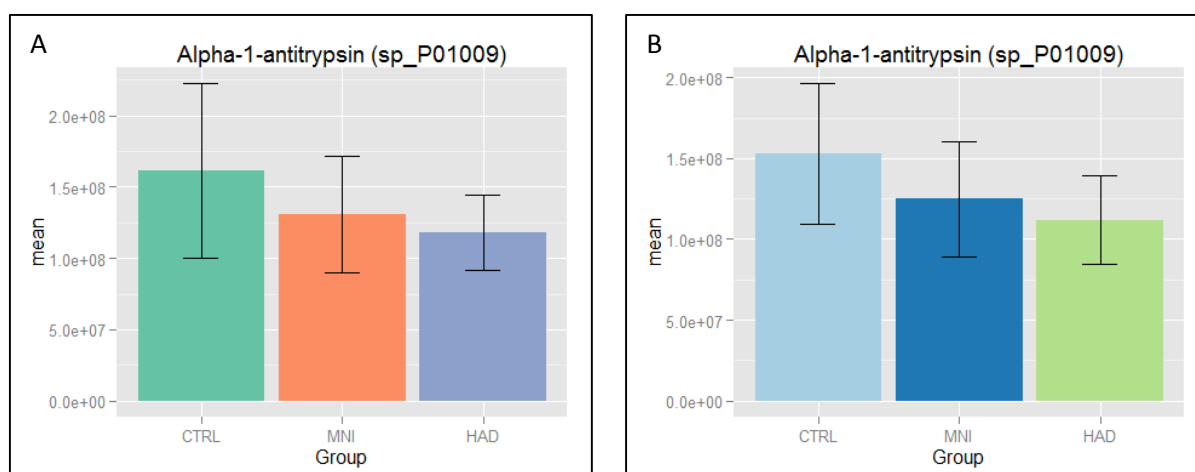 A
Alpha-1-antitrypsin (sp_P01009)
mean
2.0e+08
1.5e+08
1.0e+08
5.0e+07
0.0e+00
CTRL MNI HAD
Group
B
Alpha-1-antitrypsin (sp_P01009)
mean
2.0e+08
1.5e+08
1.0e+08
5.0e+07
0.0e+00
CTRL MNI HAD
Group